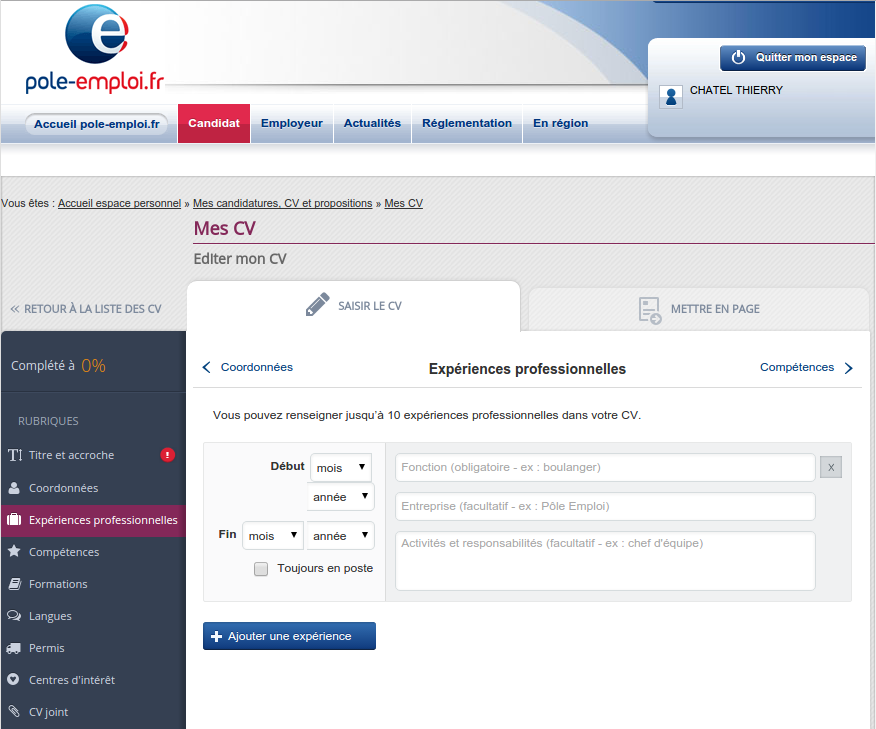 e
pole-emploi.fr
Quitter mon espace
CHATEL THIERRY
Accueil pole-emploi.fr
Candidat
Employeur
Actualités
Réglementation
En région
Vous êtes : Accueil espace personnel » Mes candidatures, CV et propositions » Mes CV
Mes CV
Editer mon CV
« RETOUR À LA LISTE DES CV
SAISIR LE CV
METTRE EN PAGE
Complété à 0%
RUBRIQUES
Titre et accroche
Coordonnées
Expériences professionnelles
Compétences
Formations
Langues
Permis
Centres d'intérêt
CV joint
Coordonnées
Expériences professionnelles
Compétences
Vous pouvez renseigner jusqu'à 10 expériences professionnelles dans votre CV.
Début mois
année
Fin mois année
Toujours en poste
Fonction (obligatoire - ex : boulanger)
x
Entreprise (facultatif - ex : Pôle Emploi)
Activités et responsabilités (facultatif - ex : chef d'équipe)
Ajouter une expérience